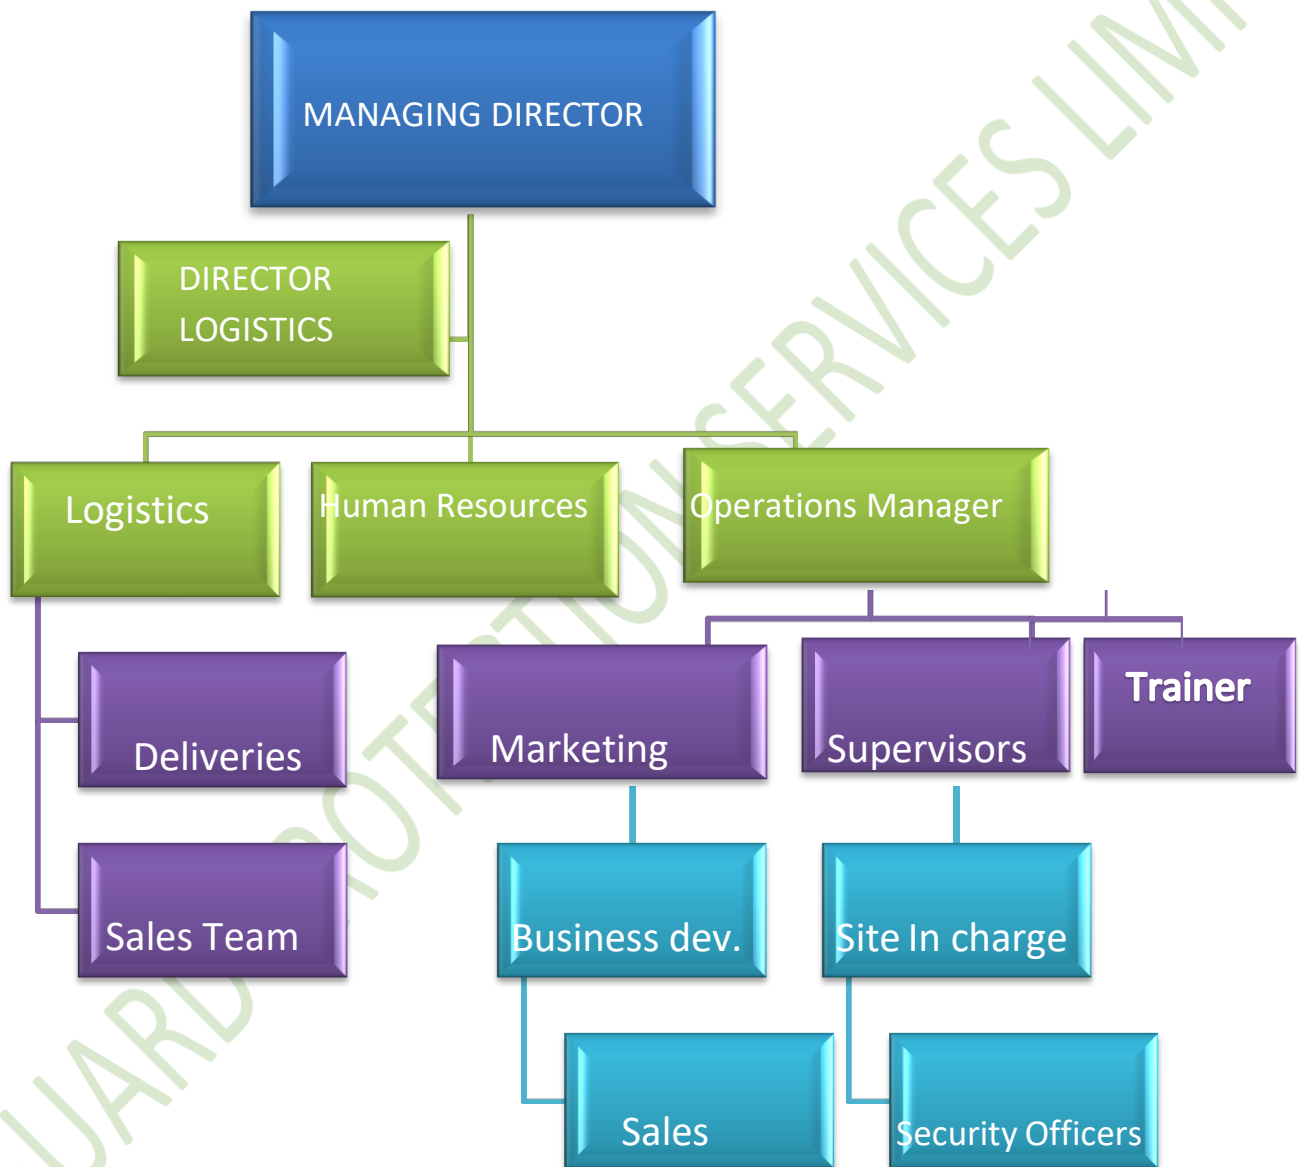 MANAGING DIRECTOR
DIRECTOR
LOGISTICS
Logistics
Human Resources
Operations Manager
Deliveries
Marketing
Supervisors
Trainer
Sales Team
Business dev.
Site In charge
Sales
Security Officers